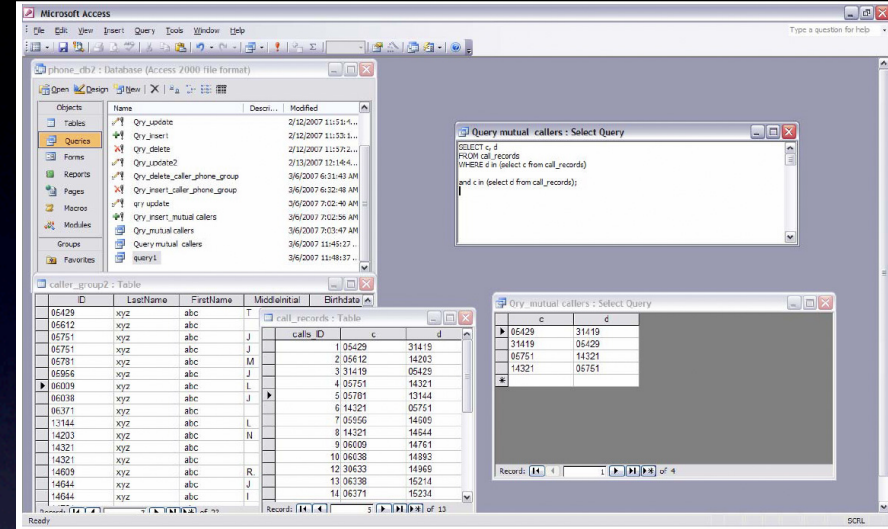 Microsoft Access
File Edit View Insert Query Tools Window Help
Type a question for help
phone_db2 : Database (Access 2000 file format)
Open Design New
Objects
Tables
Queries
Forms
Reports
Pages
Macros
Modules
Groups
Favorites
Name Descri... Modified
Qry_update 2/12/2007 11:51:4...
Qry_insert 2/12/2007 11:53:1...
Qry_delete 2/12/2007 11:57:2...
Qry_update2 2/13/2007 12:14:4...
Qry_delete_caller_phone_group 3/6/2007 6:31:43 AM
Qry_insert_caller_phone_group 3/6/2007 6:32:48 AM
qry update 3/6/2007 7:02:40 AM
Qry_insert_mutual callers 3/6/2007 7:02:56 AM
Qry_mutual callers 3/6/2007 7:03:47 AM
Query mutual callers 3/6/2007 11:45:27 ...
query1 3/6/2007 11:48:37 ...
Query mutual callers : Select Query
SELECT c, d
FROM call_records
WHERE d in (select c from call_records)
and c in (select d from call_records);
caller_group2 : Table
ID LastName FirstName MiddleInitial Birthdate
05429 xyz abc T
05612 xyz abc
05751 xyz abc J
05751 xyz abc J
05781 xyz abc M
05956 xyz abc J
06009 xyz abc L
06038 xyz abc J
06371 xyz abc
13144 xyz abc L
14203 xyz abc N
14321 xyz abc
14321 xyz abc
14609 xyz abc R
14644 xyz abc J
14644 xyz abc I
call_records : Table
calls_ID c d
1 05429 31419
2 05612 14203
3 31419 05429
4 05751 14321
5 05781 13144
6 14321 05751
7 05956 14609
8 14321 14644
9 06009 14761
10 06038 14893
12 30633 14969
13 06338 15214
14 06371 15234
Record: 5 of 13
Qry_mutual callers : Select Query
c d
05429 31419
31419 05429
05751 14321
14321 05751
Record: 1 of 4
Ready
SCRL